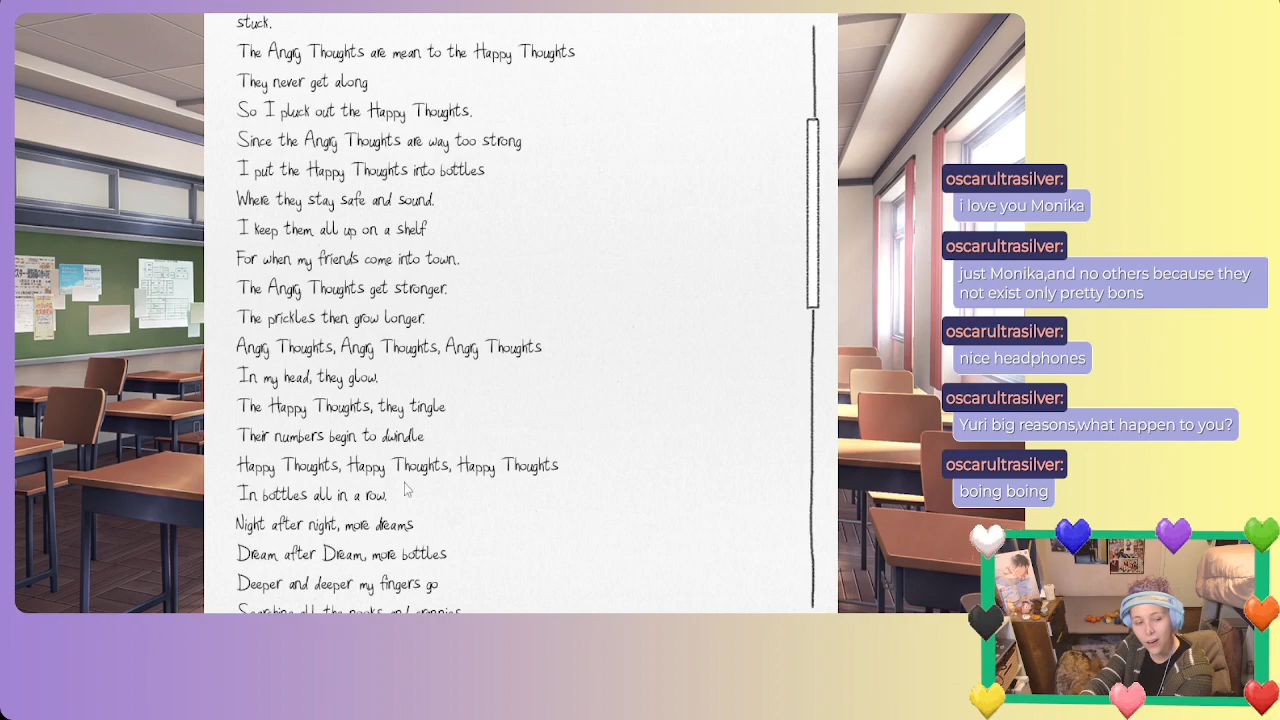 stuck.
The Angry Thoughts are mean to the Happy Thoughts
They never get along
So I pluck out the Happy Thoughts.
Since the Angry Thoughts are way too strong
I put the Happy Thoughts into bottles
Where they stay safe and sound.
I keep them all up on a shelf
For when my friends come into town.
The Angry Thoughts get stronger.
The prickles then grow longer.
Angry Thoughts, Angry Thoughts, Angry Thoughts
In my head, they glow.
The Happy Thoughts, they tingle
Their numbers begin to dwindle
Happy Thoughts, Happy Thoughts, Happy Thoughts
In bottles all in a row.
Night after night, more dreams
Dream after Dream, more bottles
Deeper and deeper my fingers go
Searching all the nooks and crannies
oscarultrasilver:
i love you Monika
oscarultrasilver:
just Monika,and no others because they
not exist only pretty bons
oscarultrasilver:
nice headphones
oscarultrasilver:
Yuri big reasons,what happen to you?
oscarultrasilver:
boing boing